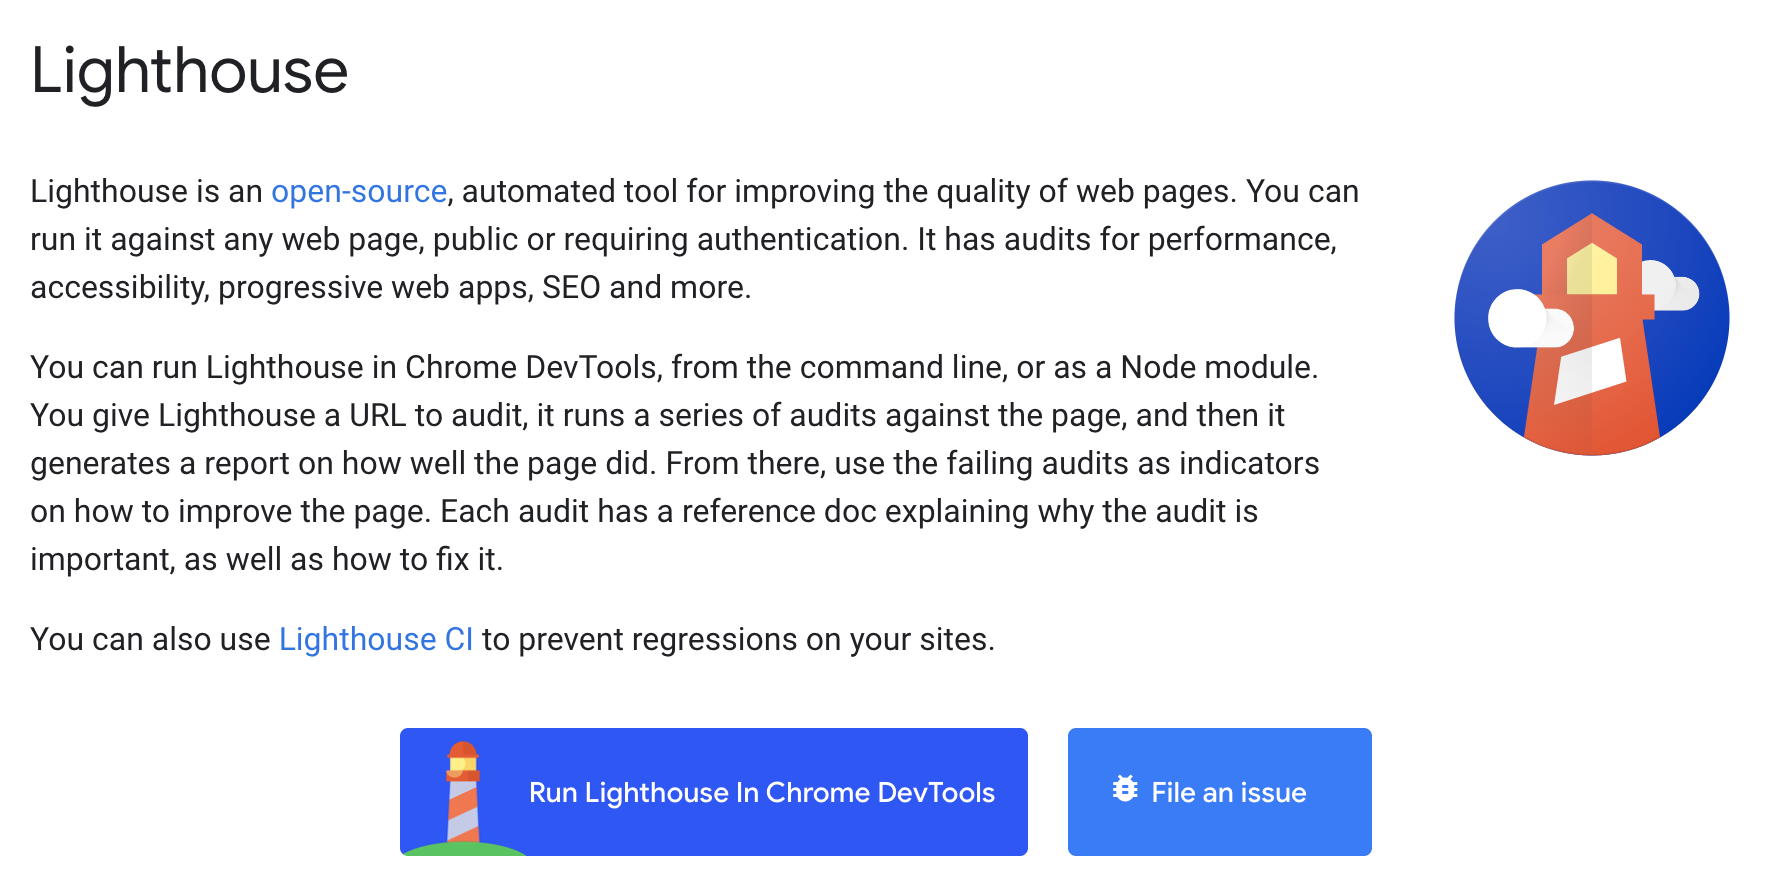 Lighthouse
Lighthouse is an open-source, automated tool for improving the quality of web pages. You can
run it against any web page, public or requiring authentication. It has audits for performance,
accessibility, progressive web apps, SEO and more.
You can run Lighthouse in Chrome DevTools, from the command line, or as a Node module.
You give Lighthouse a URL to audit, it runs a series of audits against the page, and then it
generates a report on how well the page did. From there, use the failing audits as indicators
on how to improve the page. Each audit has a reference doc explaining why the audit is
important, as well as how to fix it.
You can also use Lighthouse CI to prevent regressions on your sites.
Run Lighthouse In Chrome DevTools
File an issue